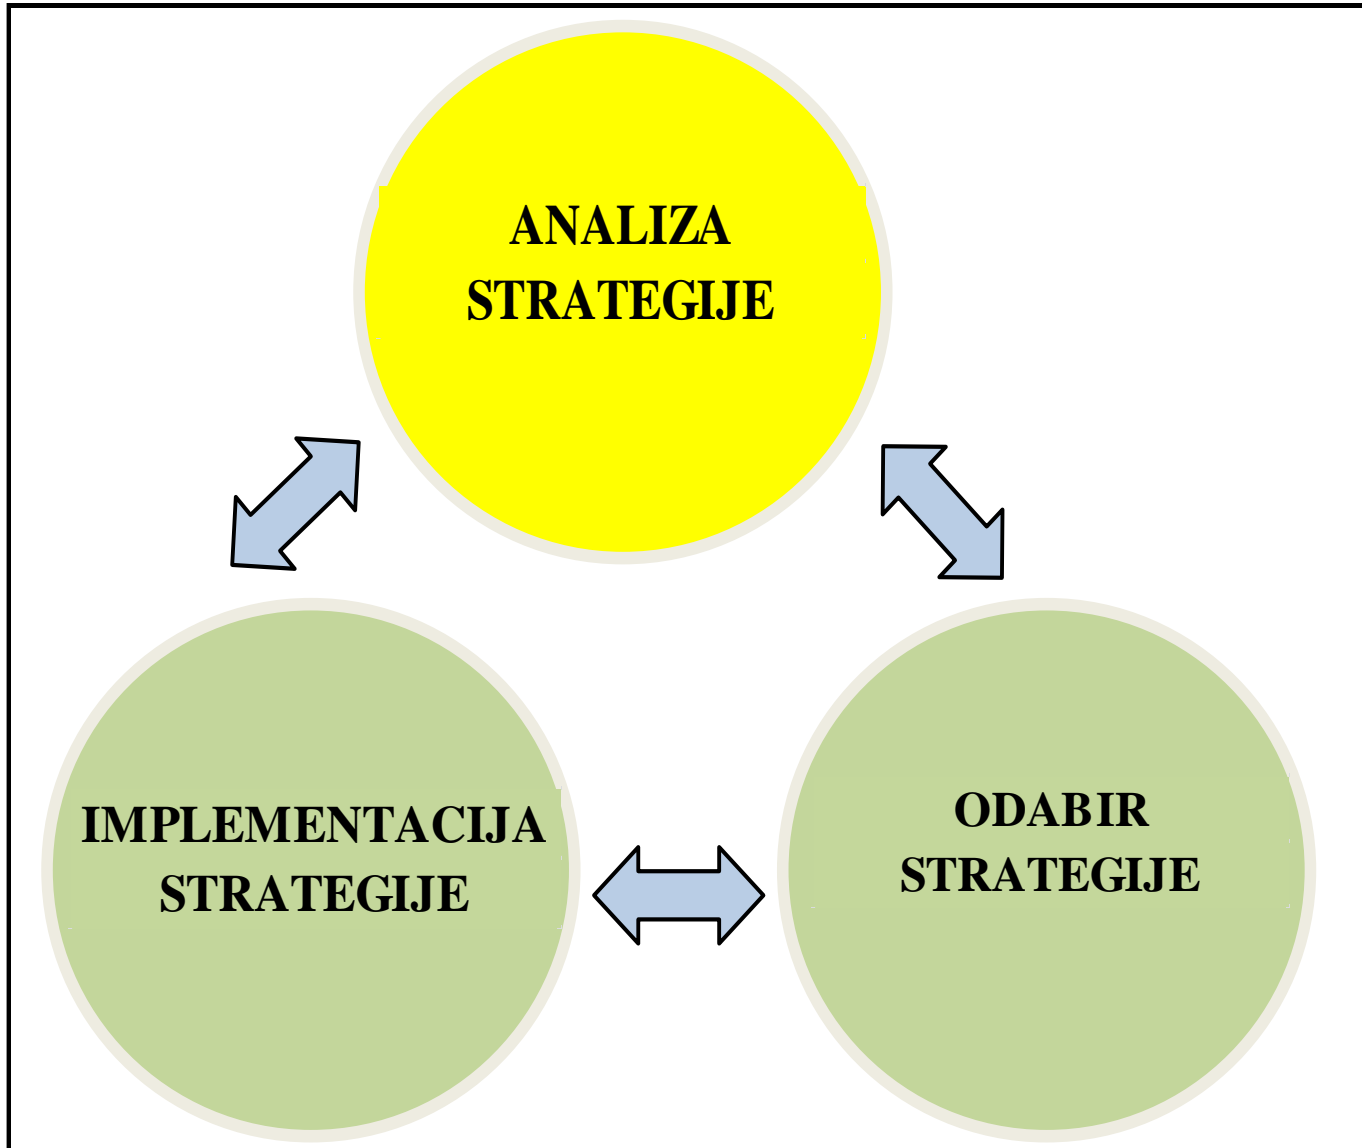 ANALIZA
STRATEGIJE
IMPLEMENTACIJA
STRATEGIJE
ODABIR
STRATEGIJE